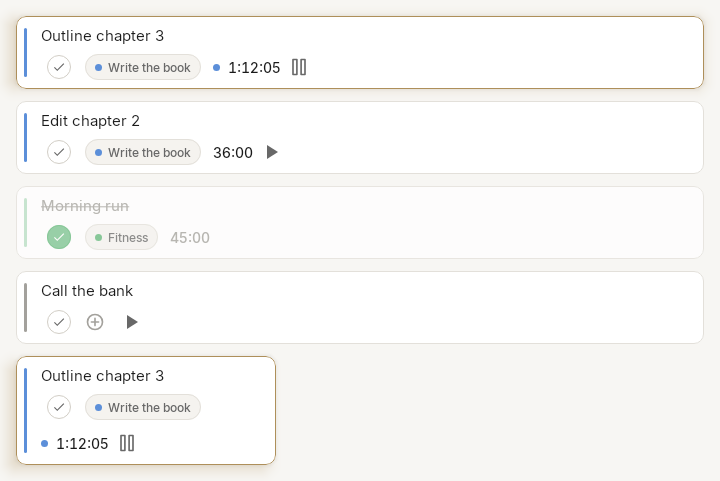 Outline chapter 3
Write the book 1:12:05
Edit chapter 2
Write the book 36:00
Morning run
Fitness 45:00
Call the bank
Outline chapter 3
Write the book
1:12:05